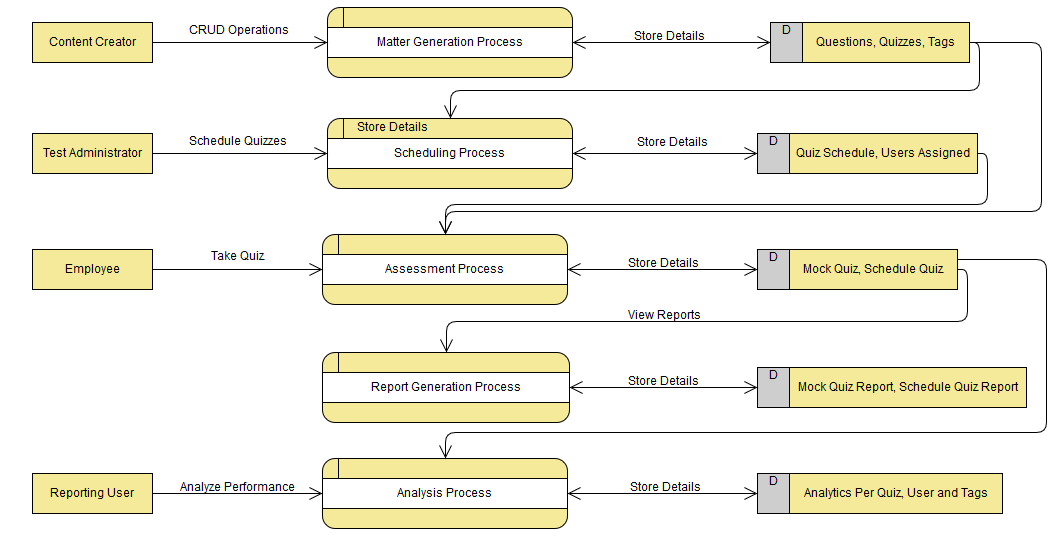 CRUD Operations
Content Creator
Matter Generation Process
Store Details
D
Questions, Quizzes, Tags
Store Details
Schedule Quizzes
Test Administrator
Scheduling Process
Store Details
D
Quiz Schedule, Users Assigned
Take Quiz
Employee
Assessment Process
Store Details
D
Mock Quiz, Schedule Quiz
View Reports
Report Generation Process
Store Details
D
Mock Quiz Report, Schedule Quiz Report
Analyze Performance
Reporting User
Analysis Process
Store Details
D
Analytics Per Quiz, User and Tags